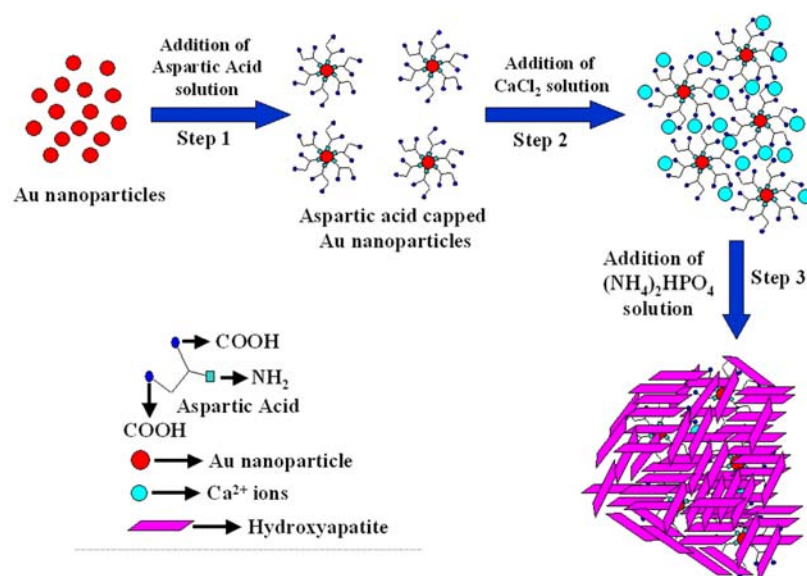 Addition of
Aspartic Acid
solution
Step 1
Au nanoparticles
Aspartic acid capped
Au nanoparticles
Addition of
CaCl₂ solution
Step 2
Addition of
(NH₄)₂HPO₄
solution
Step 3
COOH
NH₂
Aspartic Acid
COOH
Au nanoparticle
Ca²⁺ ions
Hydroxyapatite